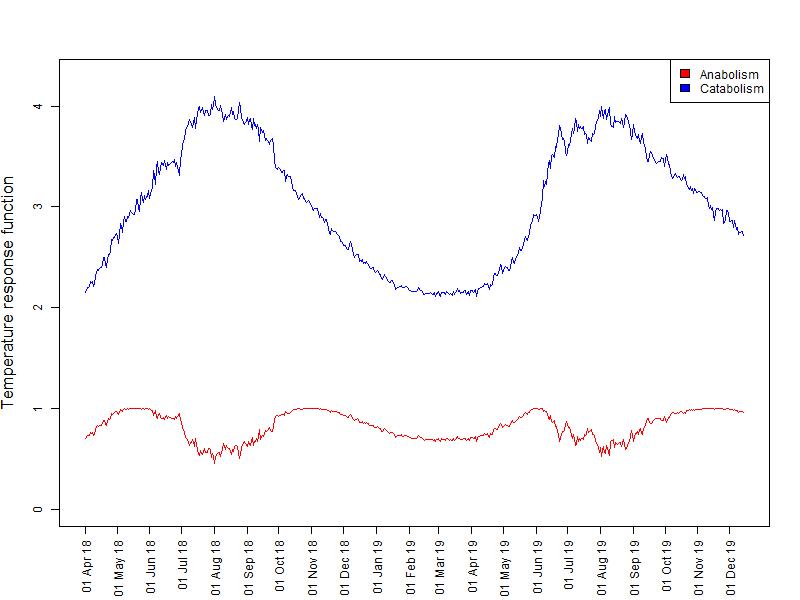 Anabolism
Catabolism
Temperature response function
4
3
2
1
0
01 Apr 18
01 May 18
01 Jun 18
01 Jul 18
01 Aug 18
01 Sep 18
01 Oct 18
01 Nov 18
01 Dec 18
01 Jan 19
01 Feb 19
01 Mar 19
01 Apr 19
01 May 19
01 Jun 19
01 Jul 19
01 Aug 19
01 Sep 19
01 Oct 19
01 Nov 19
01 Dec 19